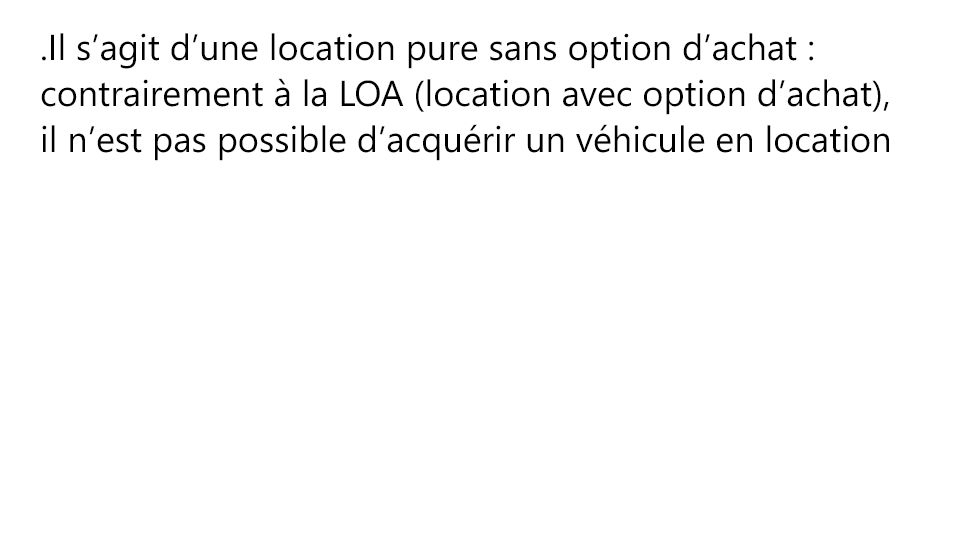 .Il s’agit d’une location pure sans option d’achat :
contrairement à la LOA (location avec option d’achat),
il n’est pas possible d’acquérir un véhicule en location